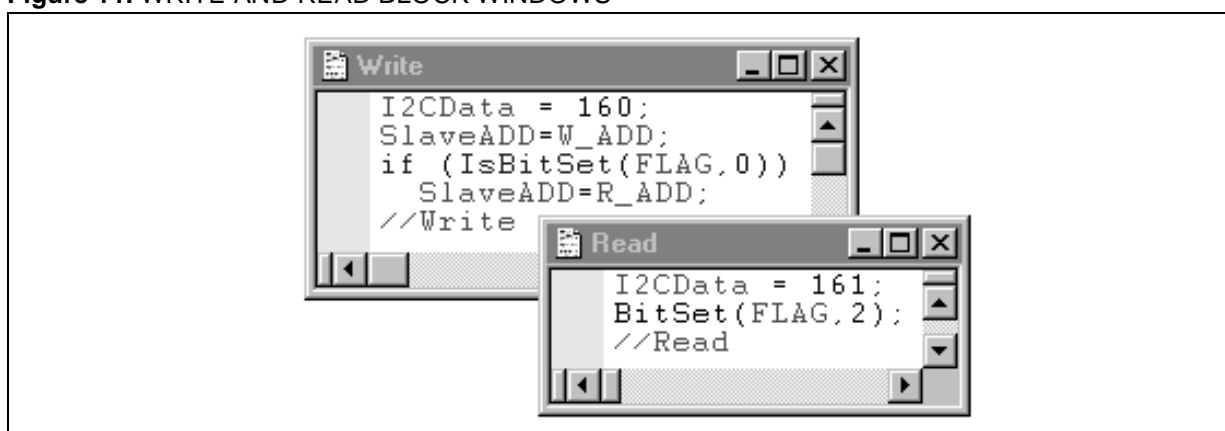 Figure WRITE AND READ BLOCK WINDOWS
Write
I2CData = 160;
SlaveADD=W_ADD;
if (IsBitSet(FLAG,0))
SlaveADD=R_ADD;
//Write
Read
I2CData = 161;
BitSet(FLAG,2);
//Read